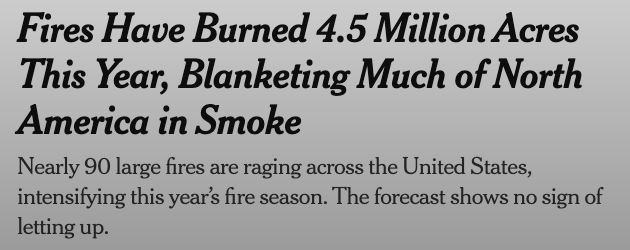 Fires Have Burned 4.5 Million Acres
This Year, Blanketing Much of North
America in Smoke
Nearly 90 large fires are raging across the United States,
intensifying this year’s fire season. The forecast shows no sign of
letting up.